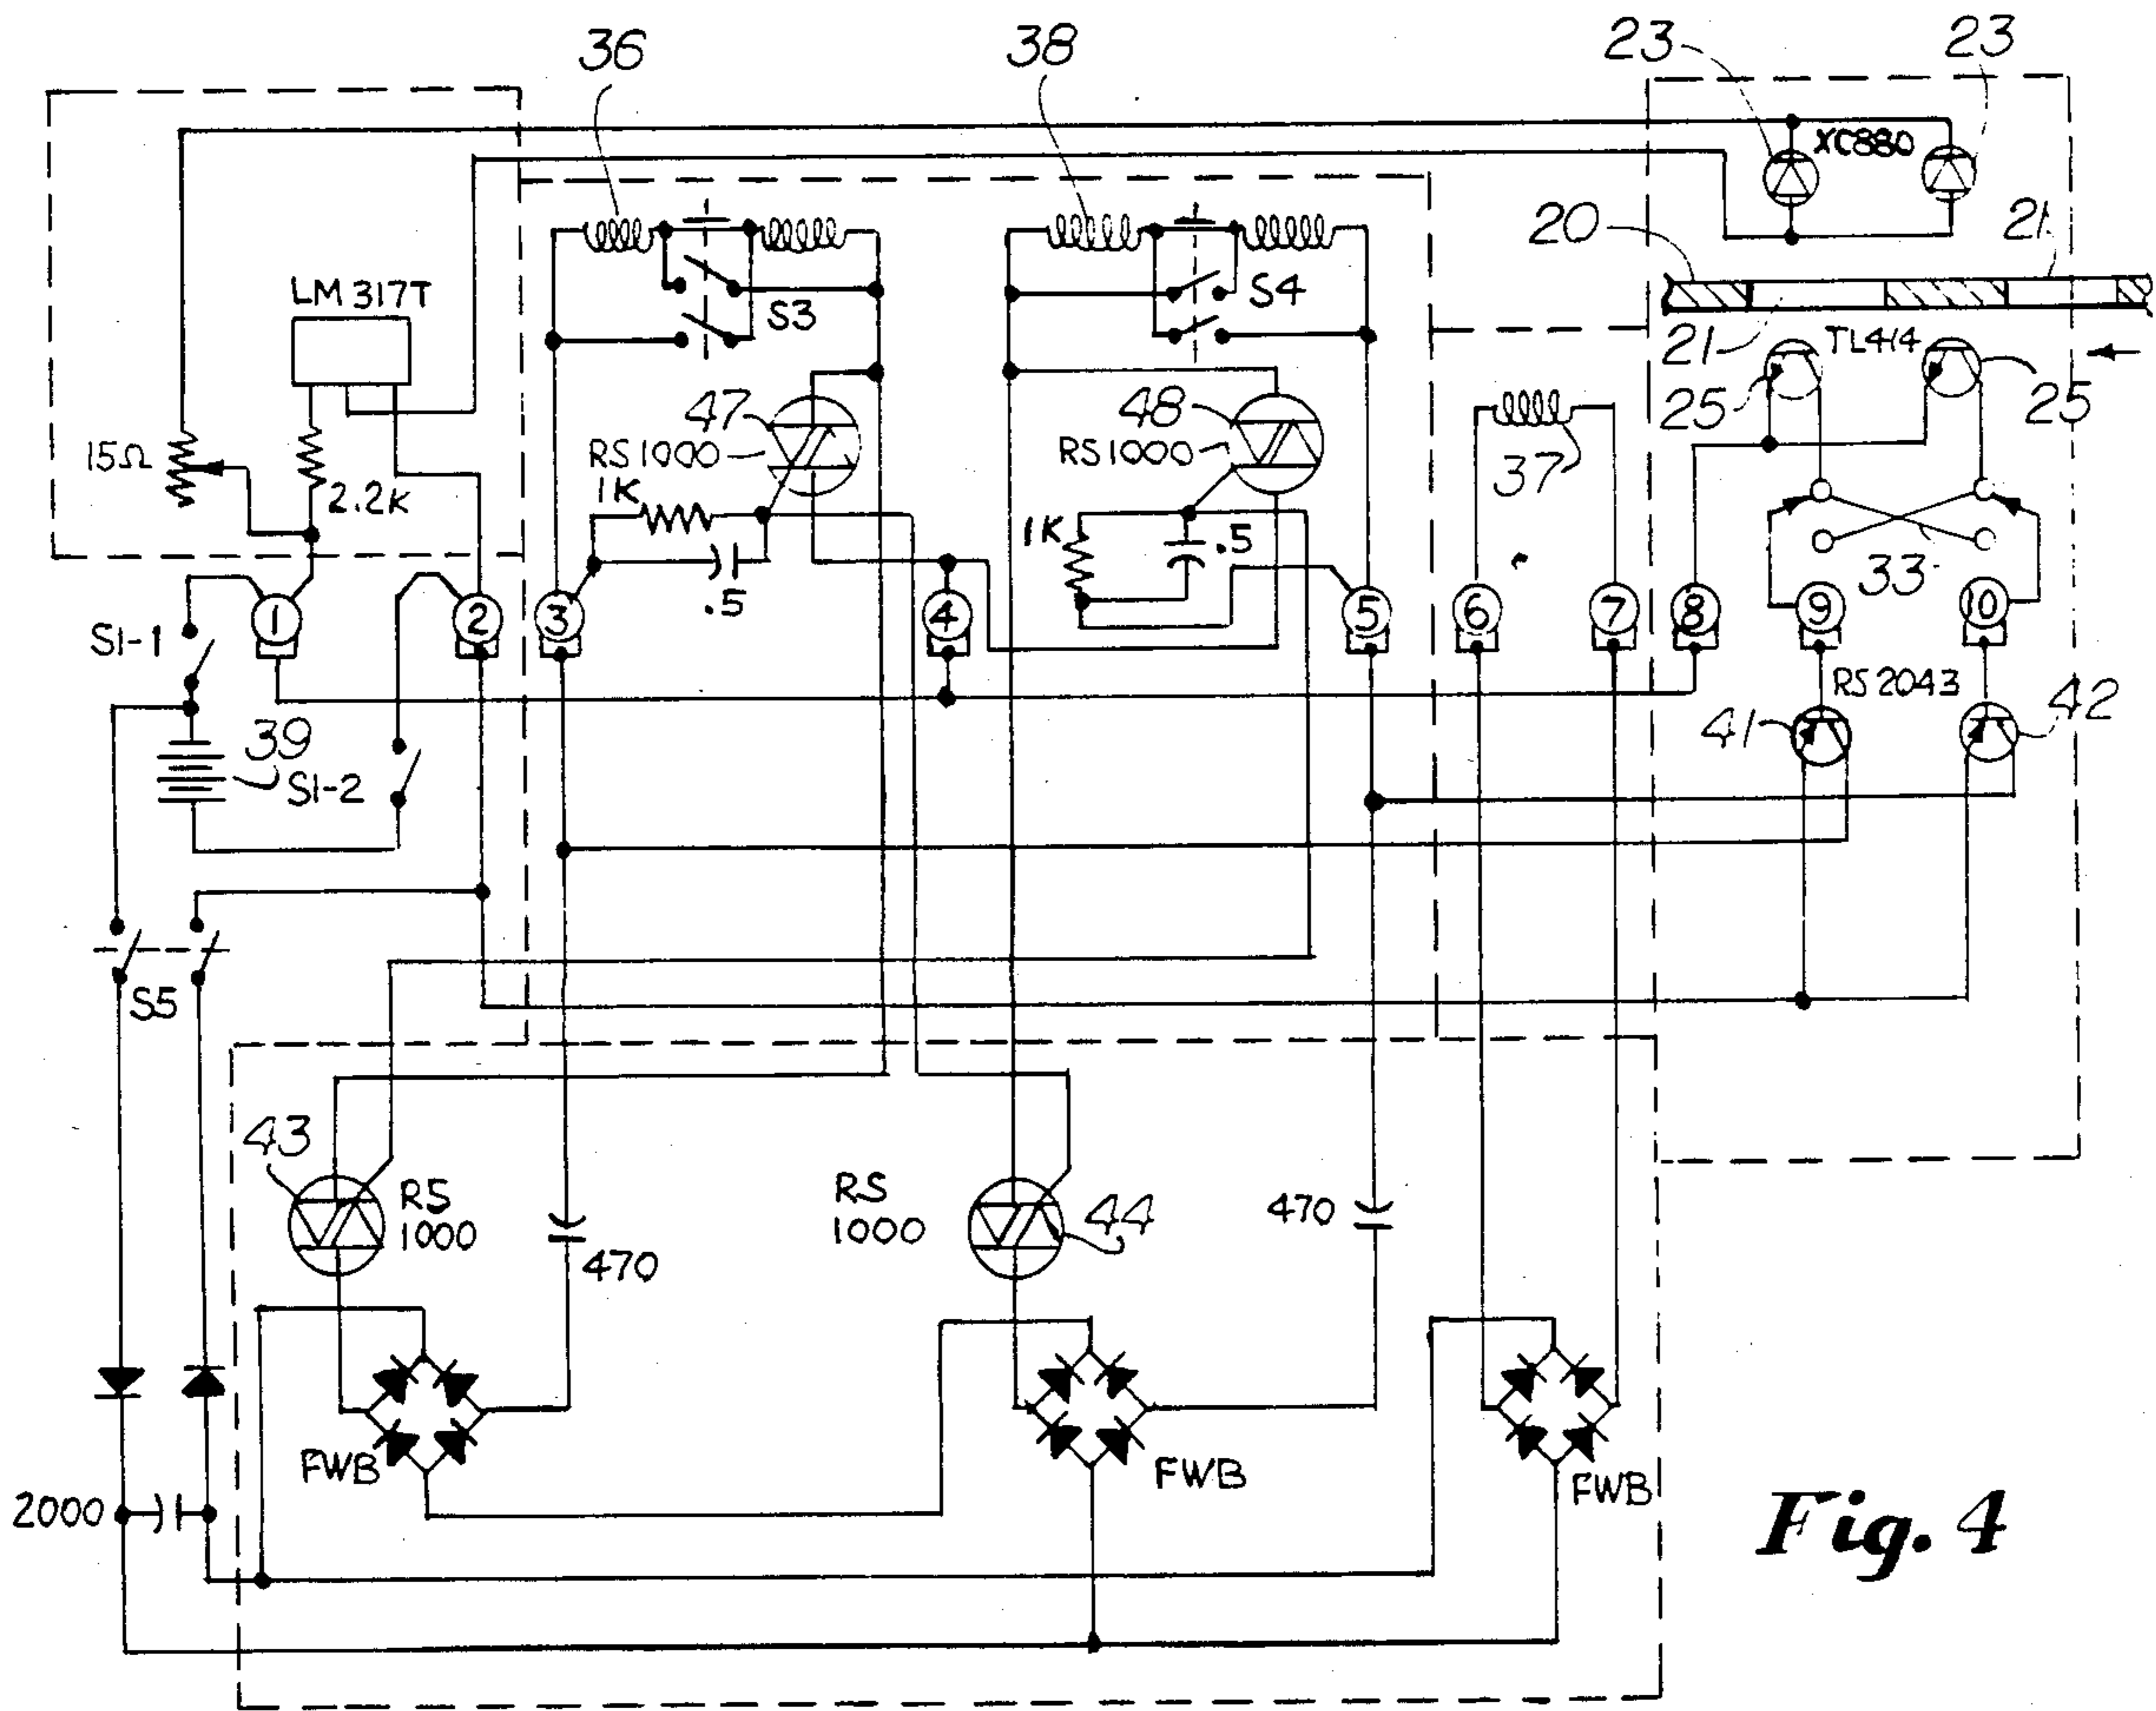 36
38
23
23
XC880
20
21
LM317T
S3
S4
21
TL414
47
48
25
25
15Ω
RS1000
RS1000
37
2.2K
1K
1K
.5
33
.5
1
2
3
4
5
6
7
8
9
10
S1-1
RS2043
42
41
39
S1-2
S5
43
RS
1000
RS
1000
44
470
470
FWB
FWB
FWB
2000
Fig. 4